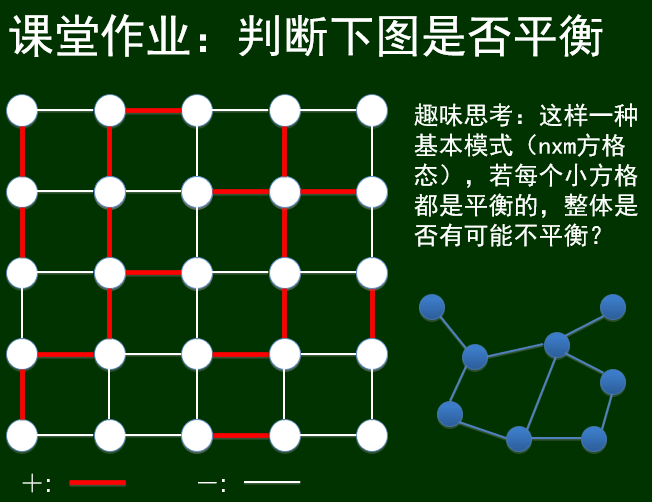 课堂作业：判断下图是否平衡
趣味思考：这样一种
基本模式（nxm方格
态），若每个小方格
都是平衡的，整体是
否有可能不平衡？
＋： －：